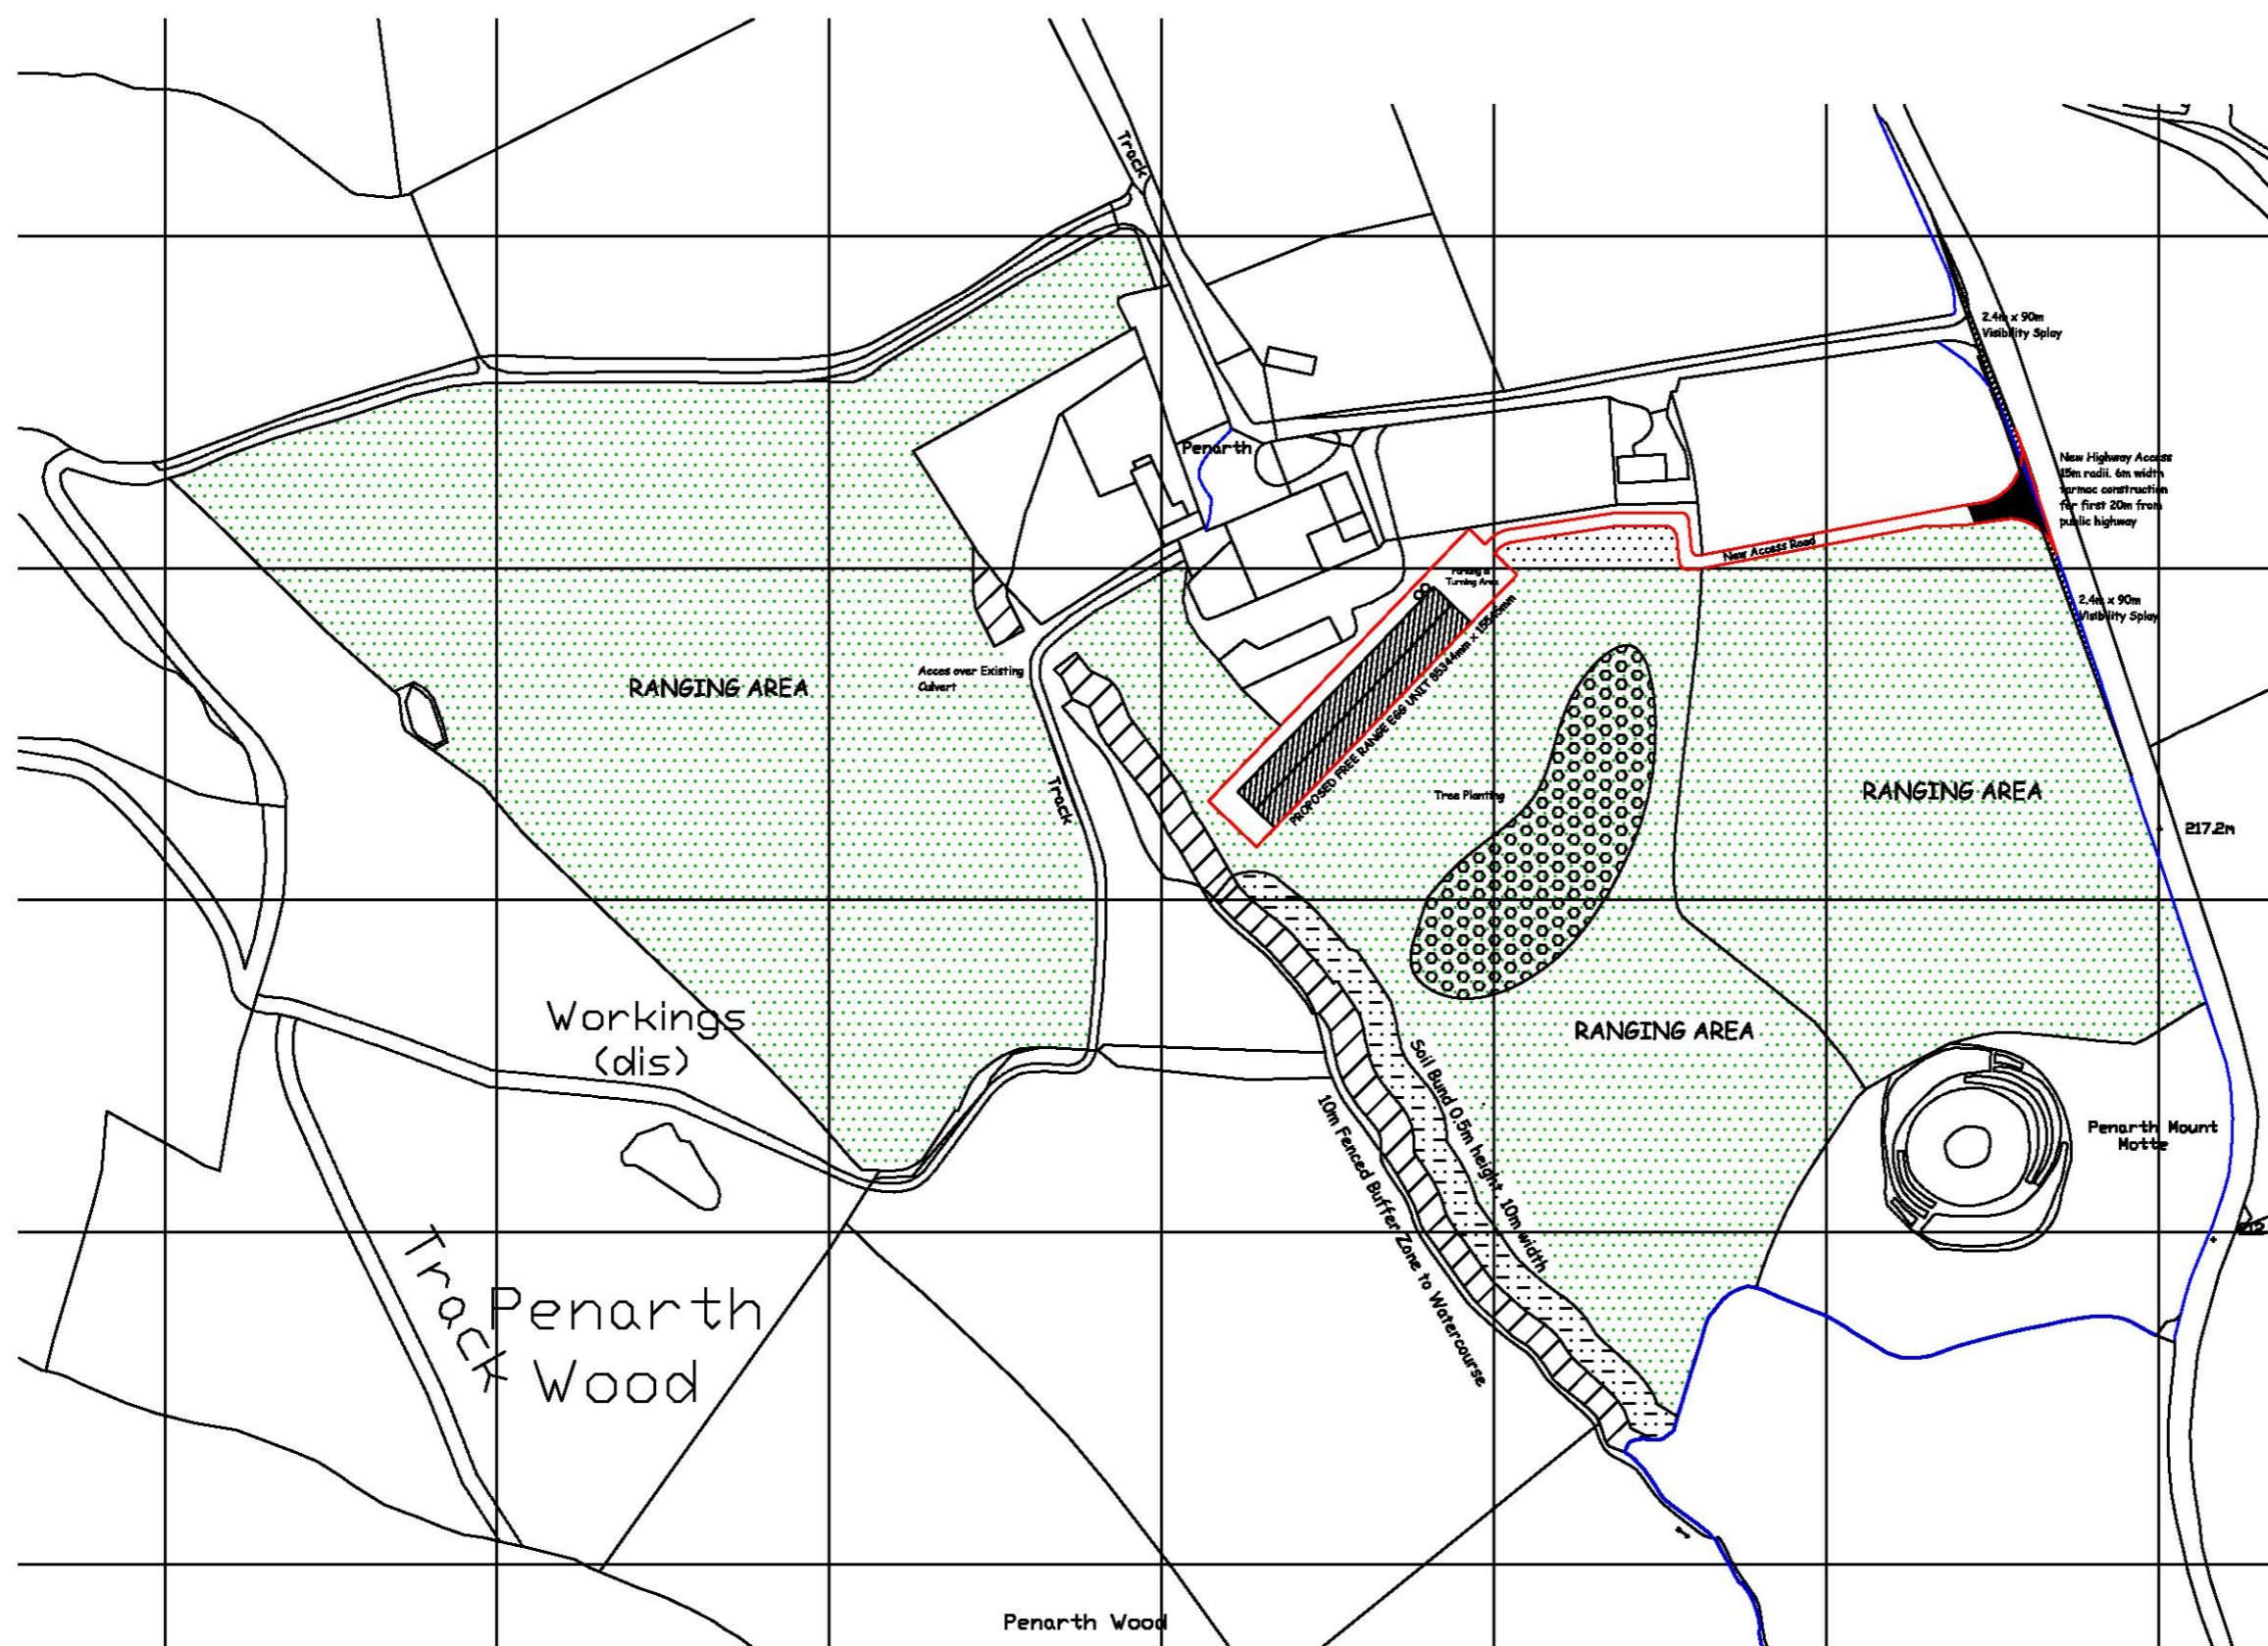 Track
2.4m x 90m
Visibility Splay
Penarth
New Highway Access
15m radii. 6m width
tarmac construction
for first 20m from
public highway
New Access Road
Parking &
Turning Area
2.4m x 90m
Visibility Splay
Acces over Existing
Culvert
RANGING AREA
PROPOSED FREE RANGE EGG UNIT 85344mm x
Track
Tree Planting
RANGING AREA
217.2m
Workings
(dis)
RANGING AREA
Soil Bund 0.5m height, 10m width
10m Fenced Buffer Zone to Watercourse
Penarth Mount
Motte
Track
Penarth
Wood
Penarth Wood